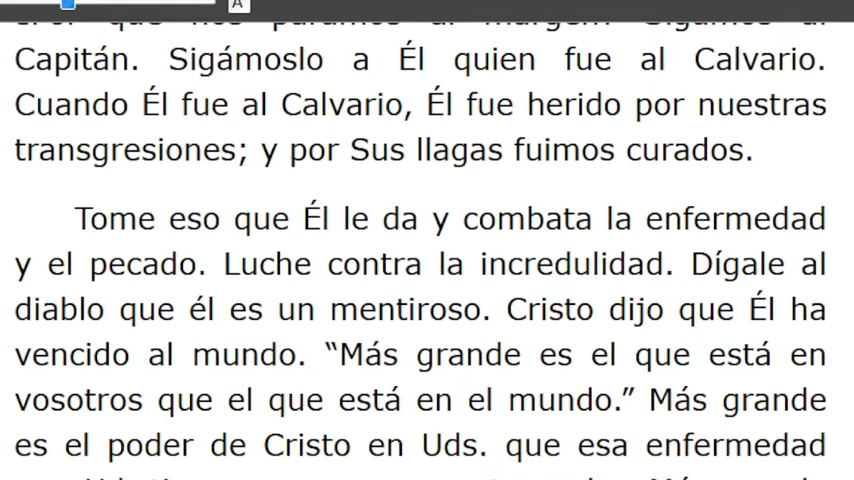 A
Capitán. Sigámoslo a Él quien fue al Calvario.
Cuando Él fue al Calvario, Él fue herido por nuestras
transgresiones; y por Sus llagas fuimos curados.
Tome eso que Él le da y combata la enfermedad
y el pecado. Luche contra la incredulidad. Dígale al
diablo que él es un mentiroso. Cristo dijo que Él ha
vencido al mundo. “Más grande es el que está en
vosotros que el que está en el mundo.” Más grande
es el poder de Cristo en Uds. que esa enfermedad